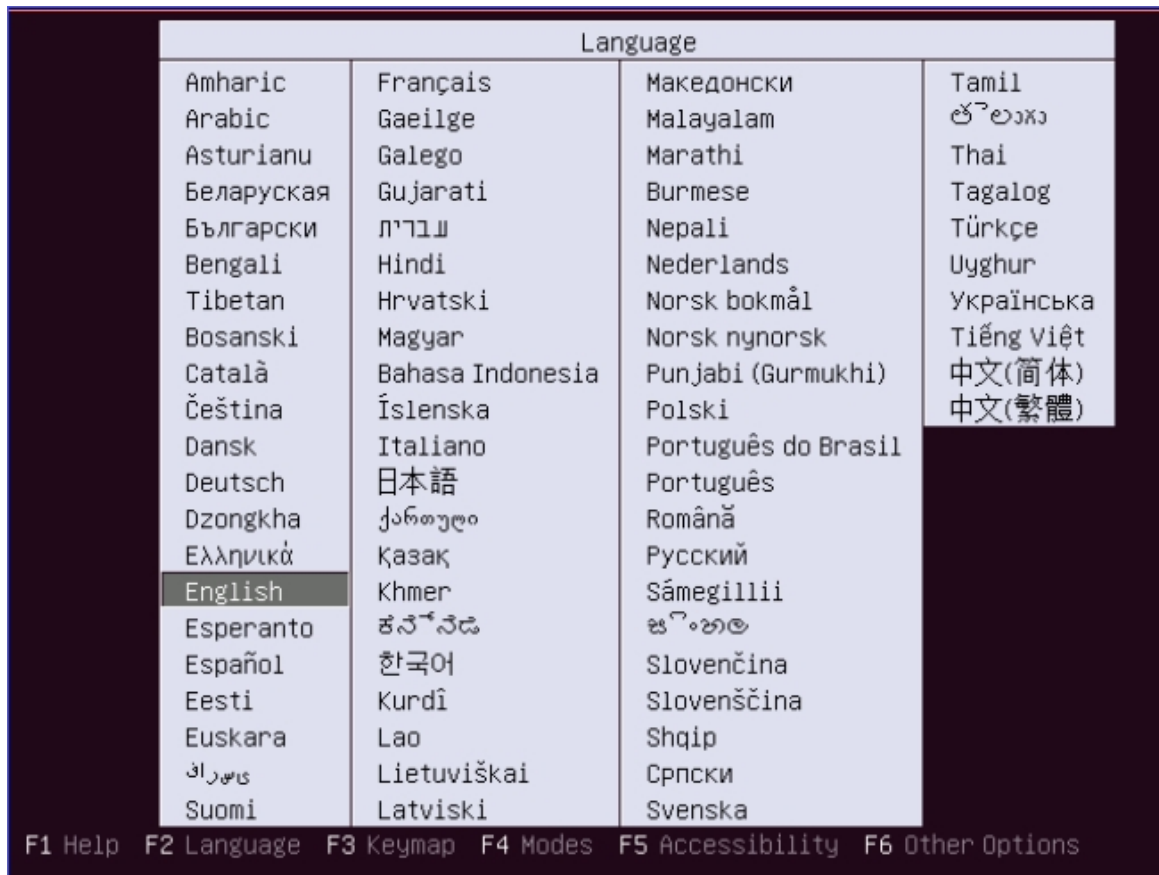 Language
Amharic
Arabic
Asturianu
Беларуская
Български
Bengali
Tibetan
Bosanski
Català
Čeština
Dansk
Deutsch
Dzongkha
Ελληνικά
English
Esperanto
Español
Eesti
Euskara
ﻰﺳراﻓ
Suomi
Français
Gaeilge
Galego
Gujarati
עברית
Hindi
Hrvatski
Magyar
Bahasa Indonesia
Íslenska
Italiano
日本語
ქართული
Қазақ
Khmer
ಕನ್ನಡ
한국어
Kurdî
Lao
Lietuviškai
Latviski
Македонски
Malayalam
Marathi
Burmese
Nepali
Nederlands
Norsk bokmål
Norsk nynorsk
Punjabi (Gurmukhi)
Polski
Português do Brasil
Português
Română
Русский
Sámegillii
සිංහල
Slovenčina
Slovenščina
Shqip
Српски
Svenska
Tamil
తెలుగు
Thai
Tagalog
Türkçe
Uyghur
Українська
Tiếng Việt
中文(简体)
中文(繁體)
F1 Help F2 Language F3 Keymap F4 Modes F5 Accessibility F6 Other Options